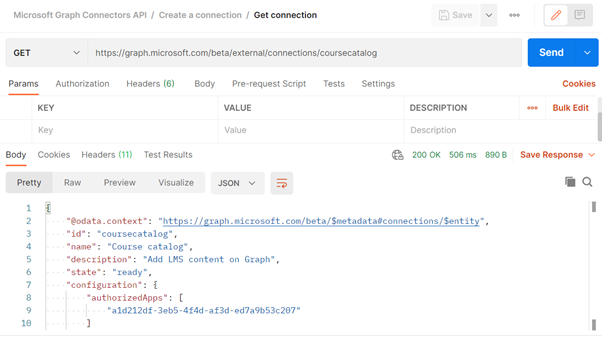 Microsoft Graph Connectors API / Create a connection / Get connection
Save
GET
https://graph.microsoft.com/beta/external/connections/coursecatalog
Send
Params Authorization Headers (6) Body Pre-request Script Tests Settings Cookies
KEY VALUE DESCRIPTION Bulk Edit
Key Value Description
Body Cookies Headers (11) Test Results 200 OK 506 ms 890 B Save Response
Pretty Raw Preview Visualize JSON
1 {
2 "@odata.context": "https://graph.microsoft.com/beta/$metadata#connections/$entity",
3 "id": "coursecatalog",
4 "name": "Course catalog",
5 "description": "Add LMS content on Graph",
6 "state": "ready",
7 "configuration": {
8 "authorizedApps": [
9 "a1d212df-3eb5-4f4d-af3d-ed7a9b53c207"
10 ]